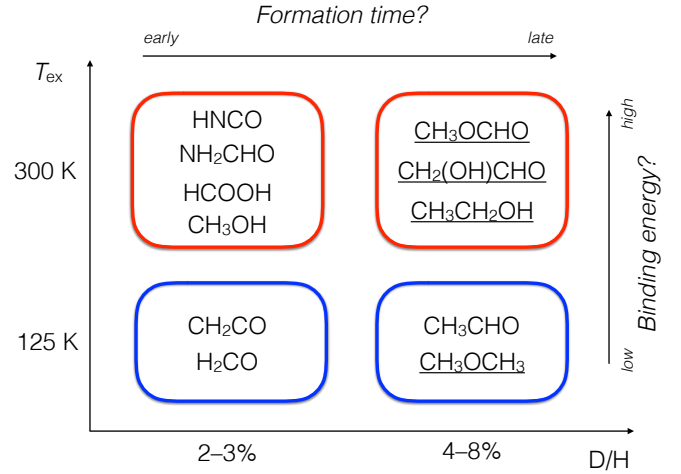 Formation time?
early
late
T_ex
HNCO
NH₂CHO
HCOOH
CH₃OH
CH₃OCHO
CH₂(OH)CHO
CH₃CH₂OH
300 K
high
Binding energy?
low
CH₂CO
H₂CO
CH₃CHO
CH₃OCH₃
125 K
2–3%
4–8%
D/H